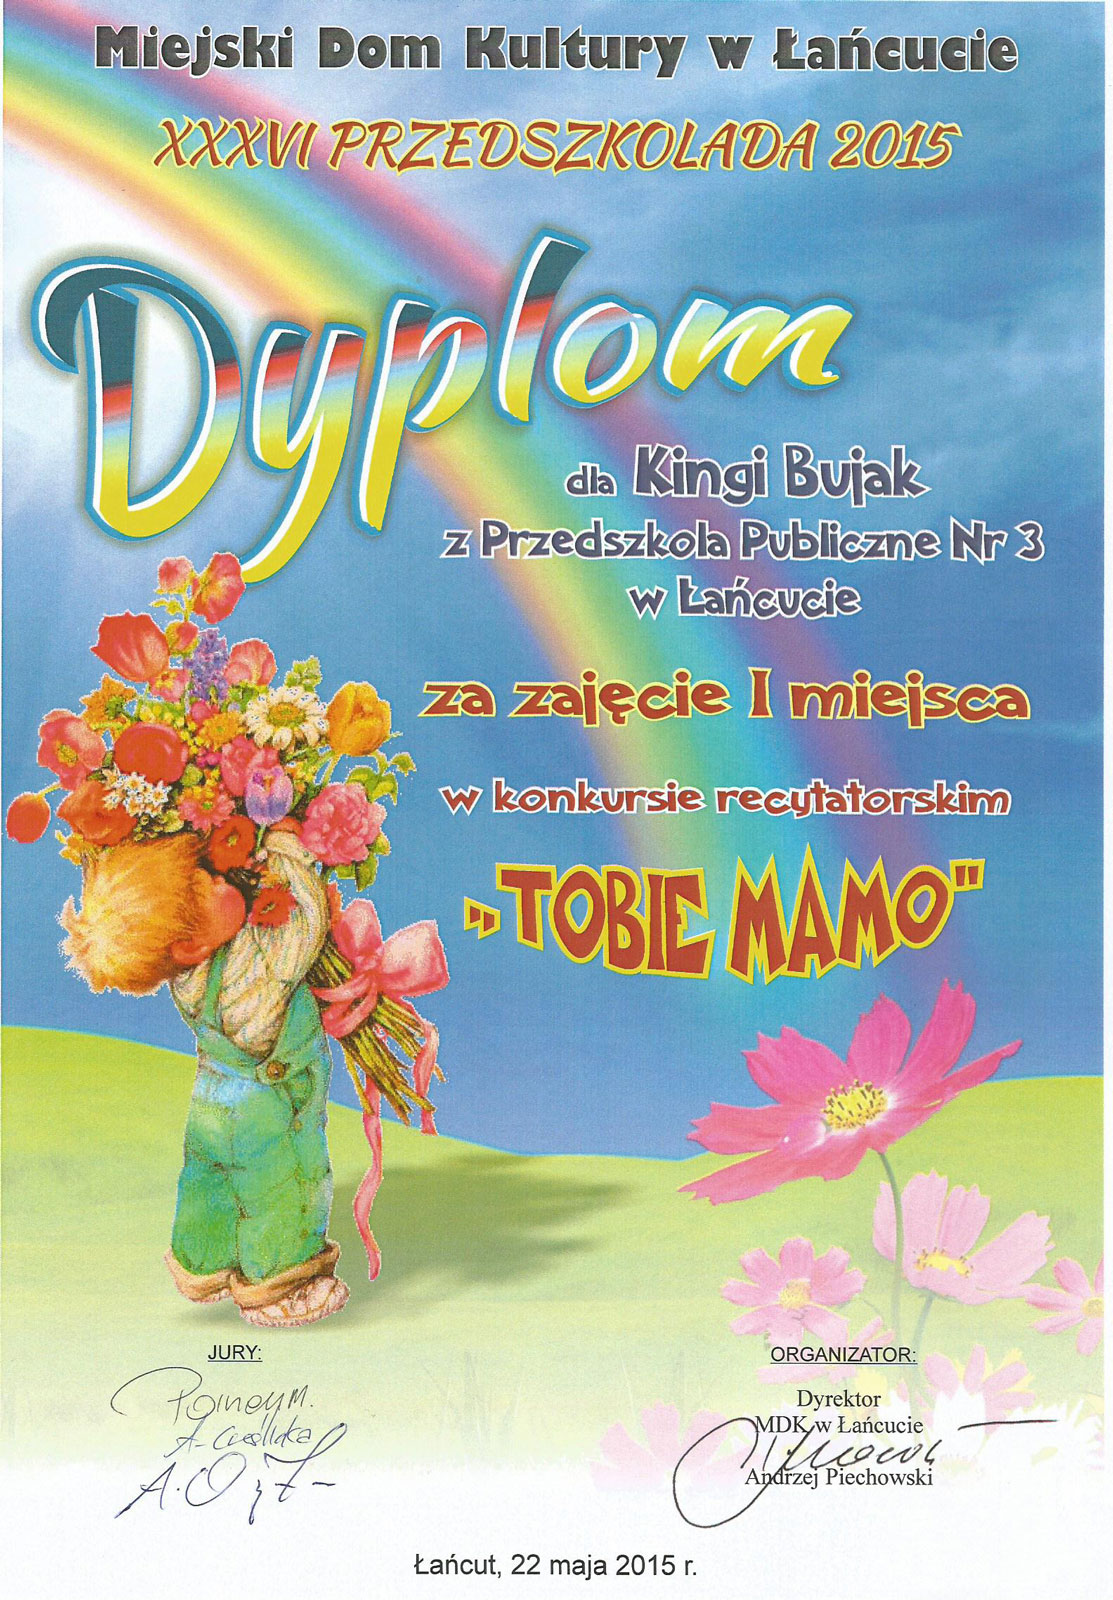 Miejski Dom Kultury w Łańcucie
XXXVI PRZEDSZKOLADA 2015
Dyplom
dla Kingi Bujak
z Przedszkola Publiczne Nr 3
w Łańcucie
za zajęcie I miejsca
w konkursie recytatorskim
„TOBIE MAMO"
JURY:
ORGANIZATOR:
Dyrektor
MDK w Łańcucie
Andrzej Piechowski
Łańcut, 22 maja 2015 r.